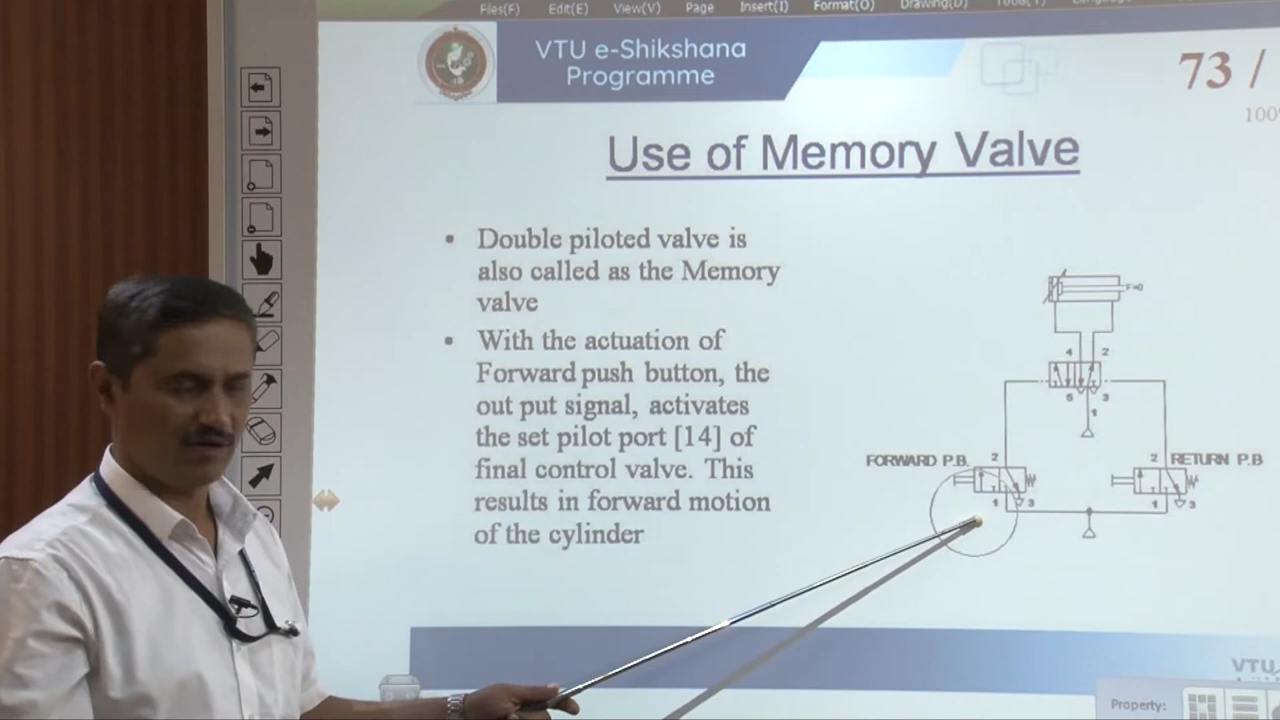 Files(F) Edit(E) View(V) Page Insert(I) Format(O) Drawing(D)
VTU e-Shikshana
Programme
73 /
100%
Use of Memory Valve
• Double piloted valve is
also called as the Memory
valve
• With the actuation of
Forward push button, the
out put signal, activates
the set pilot port [14] of
final control valve. This
results in forward motion
of the cylinder
F=0
4 2
5 3
1
FORWARD P.B. 2
1 3
2 RETURN P.B
1 3
VTU
Property: